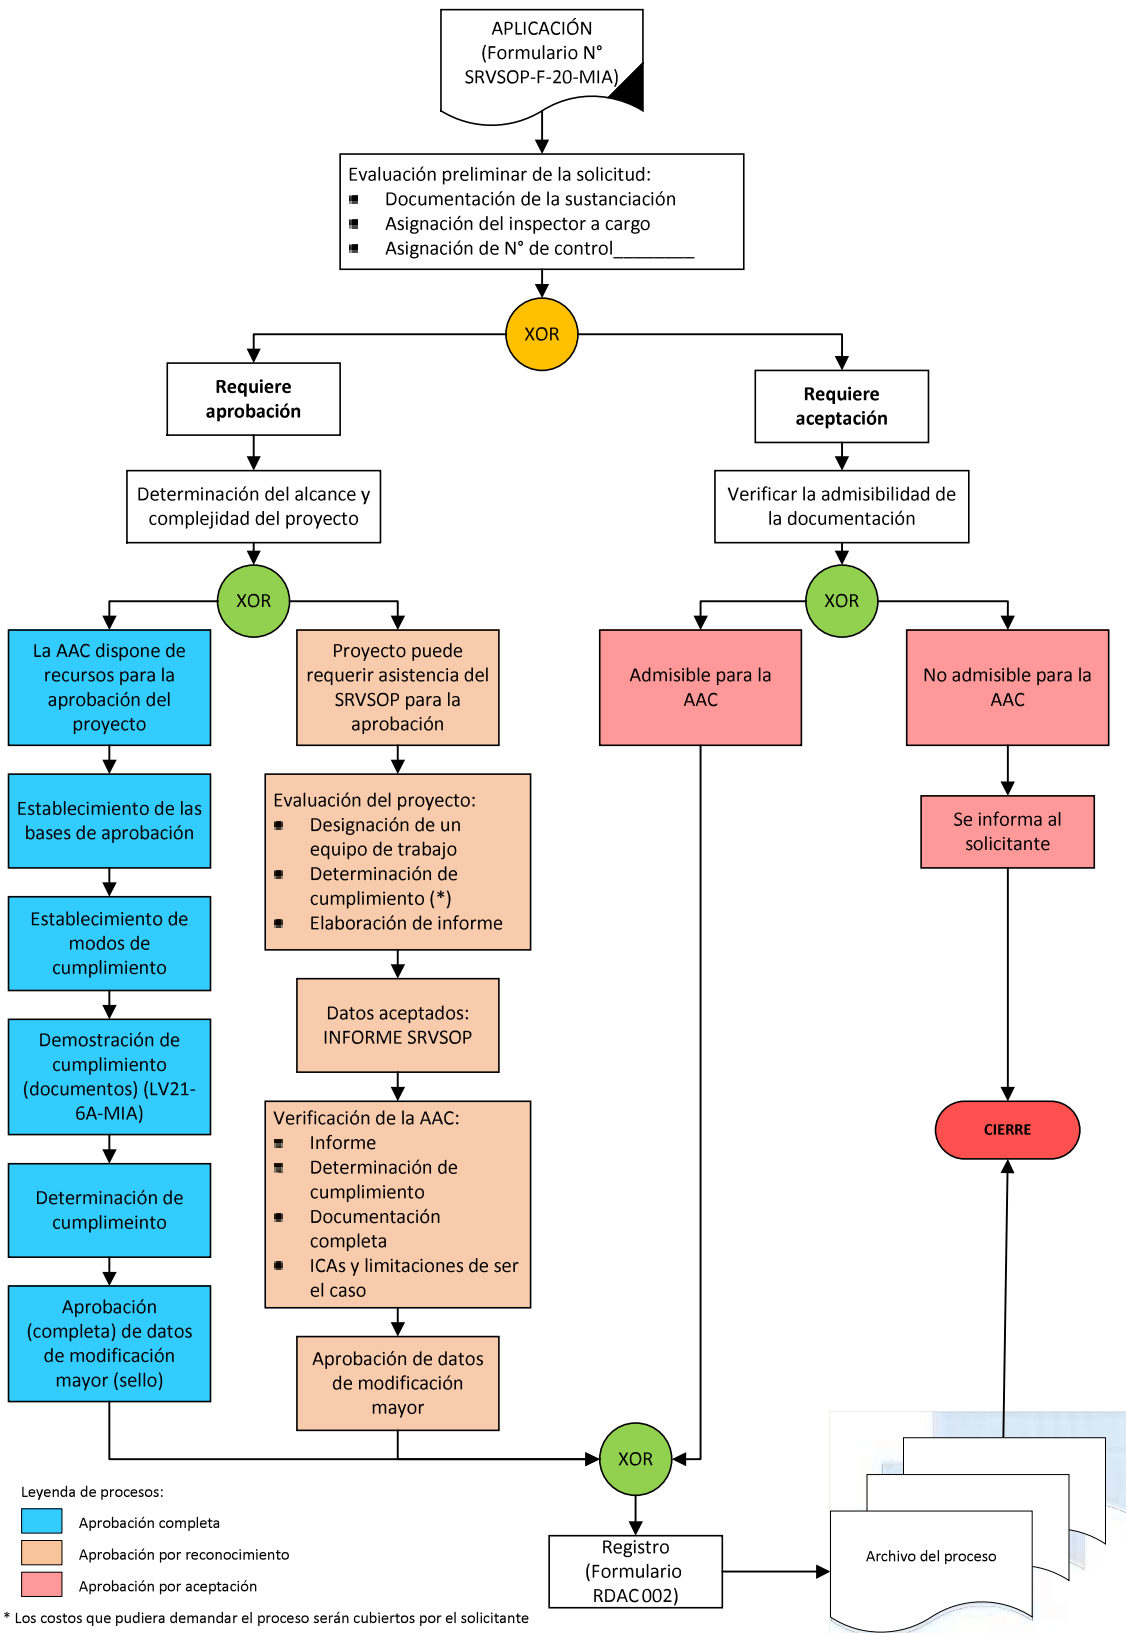 APLICACIÓN
(Formulario N°
SRVSOP-F-20-MIA)
Evaluación preliminar de la solicitud:
Documentación de la sustanciación
Asignación del inspector a cargo
Asignación de N° de control________
XOR
Requiere
aprobación
Requiere
aceptación
Determinación del alcance y
complejidad del proyecto
Verificar la admisibilidad de
la documentación
XOR
XOR
La AAC dispone de
recursos para la
aprobación del
proyecto
Proyecto puede
requerir asistencia del
SRVSOP para la
aprobación
Admisible para la
AAC
No admisible para la
AAC
Establecimiento de las
bases de aprobación
Evaluación del proyecto:
Designación de un
equipo de trabajo
Determinación de
cumplimiento (*)
Elaboración de informe
Se informa al
solicitante
Establecimiento de
modos de
cumplimiento
Datos aceptados:
INFORME SRVSOP
Demostración de
cumplimiento
(documentos) (LV21-
6A-MIA)
Verificación de la AAC:
Informe
Determinación de
cumplimiento
Documentación
completa
ICAs y limitaciones de ser
el caso
CIERRE
Determinación de
cumplimeinto
Aprobación
(completa) de datos
de modificación
mayor (sello)
Aprobación de datos
de modificación
mayor
XOR
Registro
(Formulario
RDAC 002)
Archivo del proceso
Leyenda de procesos:
Aprobación completa
Aprobación por reconocimiento
Aprobación por aceptación
* Los costos que pudiera demandar el proceso serán cubiertos por el solicitante